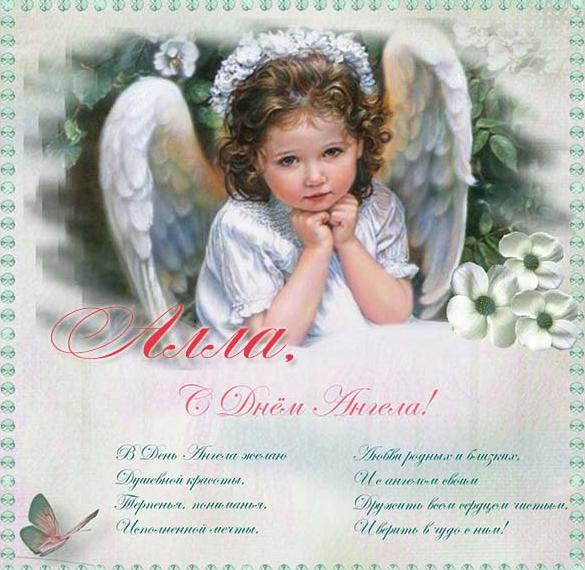 Алла,
С Днём Ангела!
В День Ангела желаю
Душевной красоты,
Терпенья, пониманья,
Исполненной мечты.
Любви родных и близких,
И с ангелом своим
Дружить всем сердцем чистым,
И верить в чудо с ним!